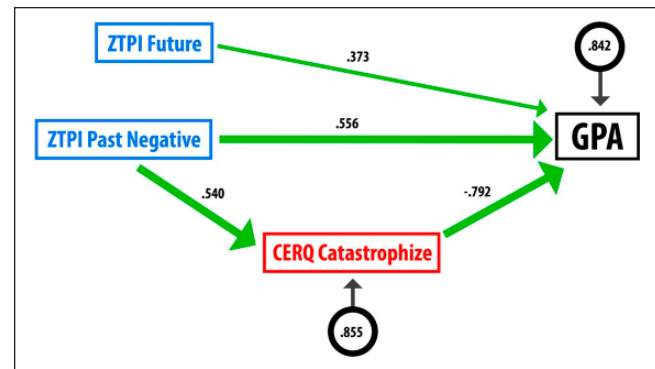 ZTPI Future
.373
.842
ZTPI Past Negative
.556
GPA
.540
-.792
CERQ Catastrophize
.855